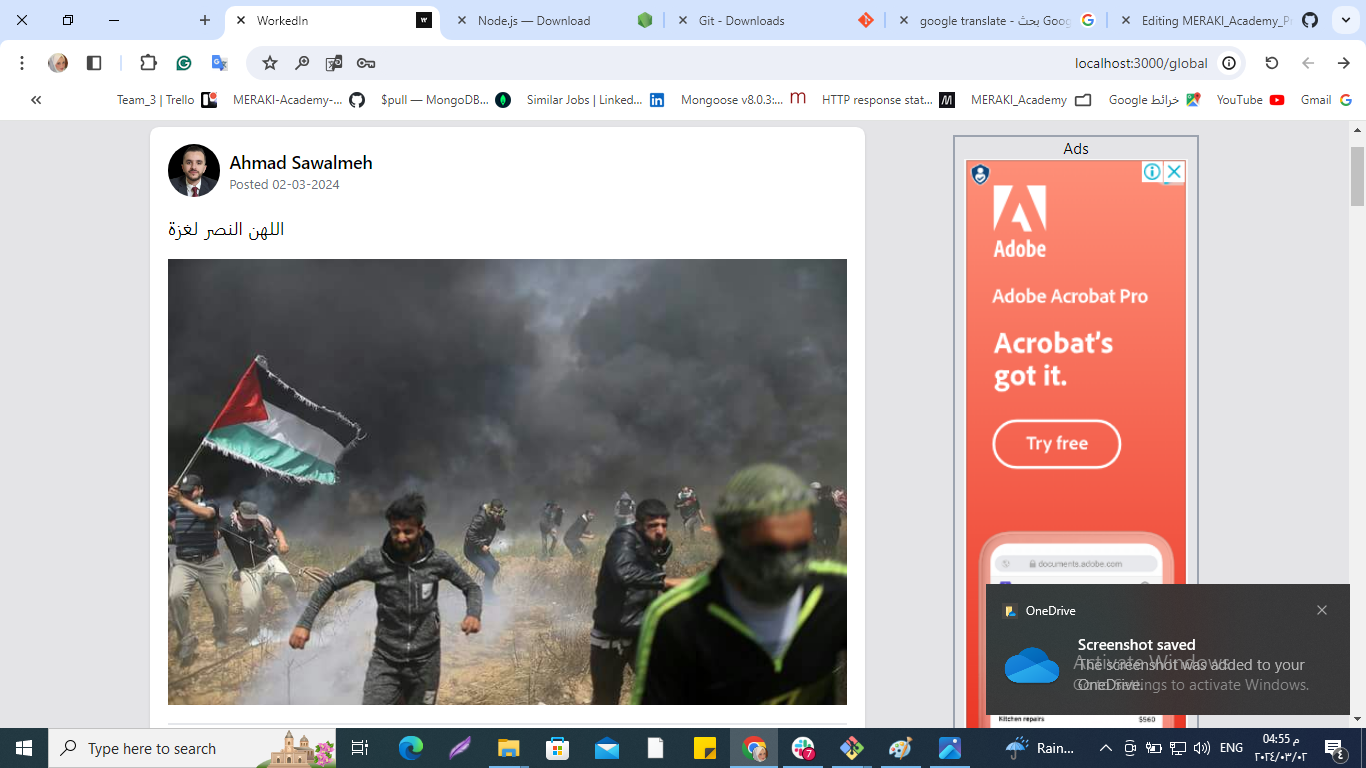 WorkedIn
Node.js — Download
Git - Downloads
google translate - بحث Goog
Editing MERAKI_Academy_P
localhost:3000/global
Team_3 | Trello
MERAKI-Academy-...
$pull — MongoDB...
Similar Jobs | Linked...
Mongoose v8.0.3:...
HTTP response stat...
MERAKI_Academy
خرائط Google
YouTube
Gmail
Ahmad Sawalmeh
Posted 02-03-2024
اللهن النصر لغزة
Ads
Adobe
Adobe Acrobat Pro
Acrobat's
got it.
Try free
documents.adobe.com
OneDrive
Screenshot saved
The screenshot was added to your
OneDrive.
Activate Windows
Go to Settings to activate Windows.
Kitchen repairs $560
Type here to search
7
Rain...
ENG
04:55 م
٢٠٢٤/٠٣/٠٢
٤